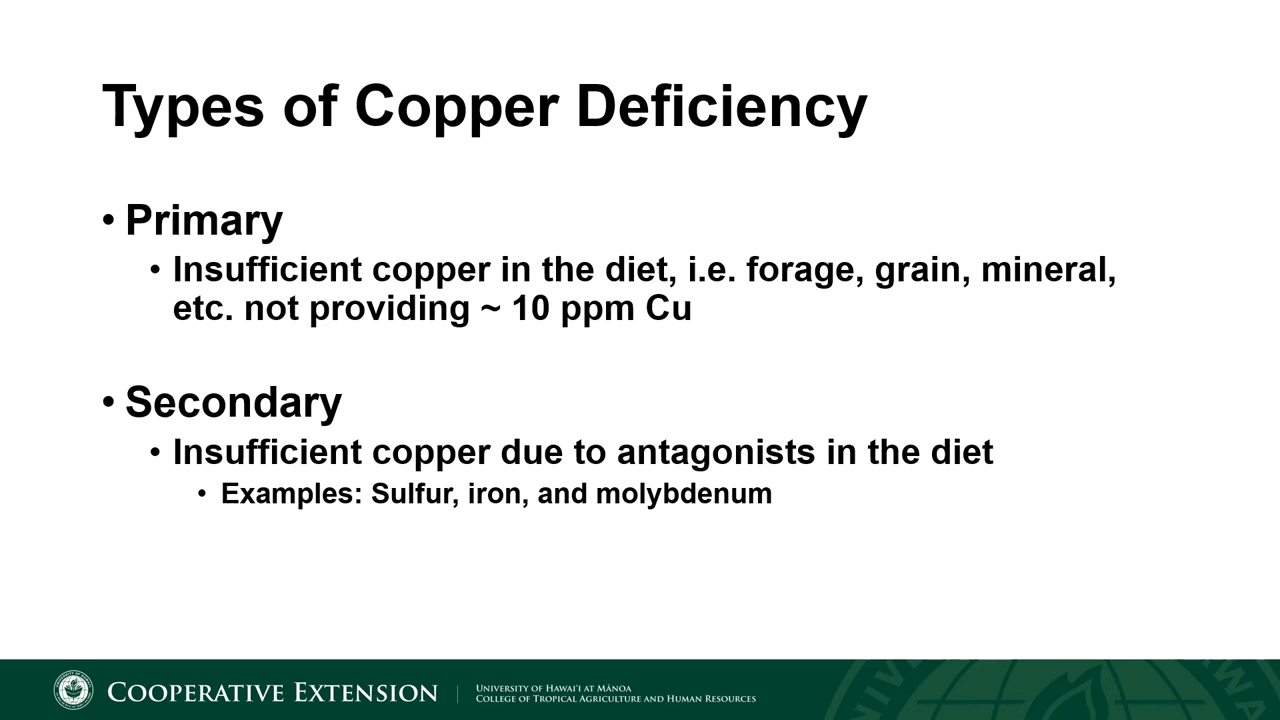 Types of Copper Deficiency
• Primary
• Insufficient copper in the diet, i.e. forage, grain, mineral,
etc. not providing ~ 10 ppm Cu
• Secondary
• Insufficient copper due to antagonists in the diet
• Examples: Sulfur, iron, and molybdenum
COOPERATIVE EXTENSION
UNIVERSITY OF HAWAI‘I AT MĀNOA
COLLEGE OF TROPICAL AGRICULTURE AND HUMAN RESOURCES